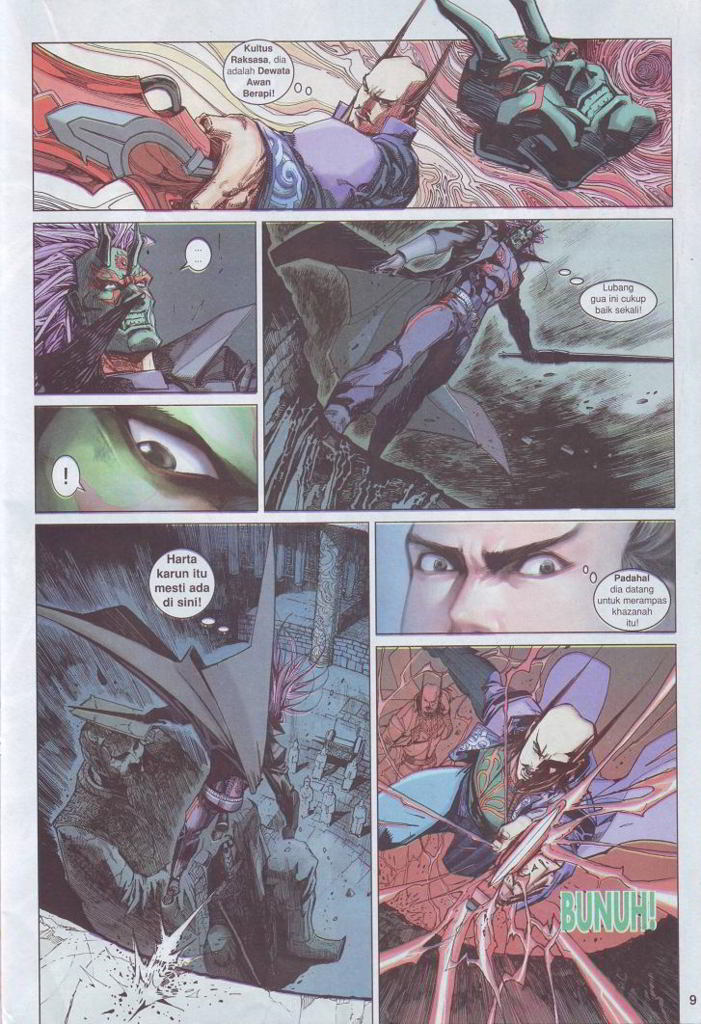 Kultus
Raksasa, dia
adalah Dewata
Awan
Berapi!
...
...
Lubang
gua ini cukup
baik sekali!
!
Harta
karun itu
mesti ada
di sini!
Padahal
dia datang
untuk merampas
khazanah
itu!
BUNUH!
9